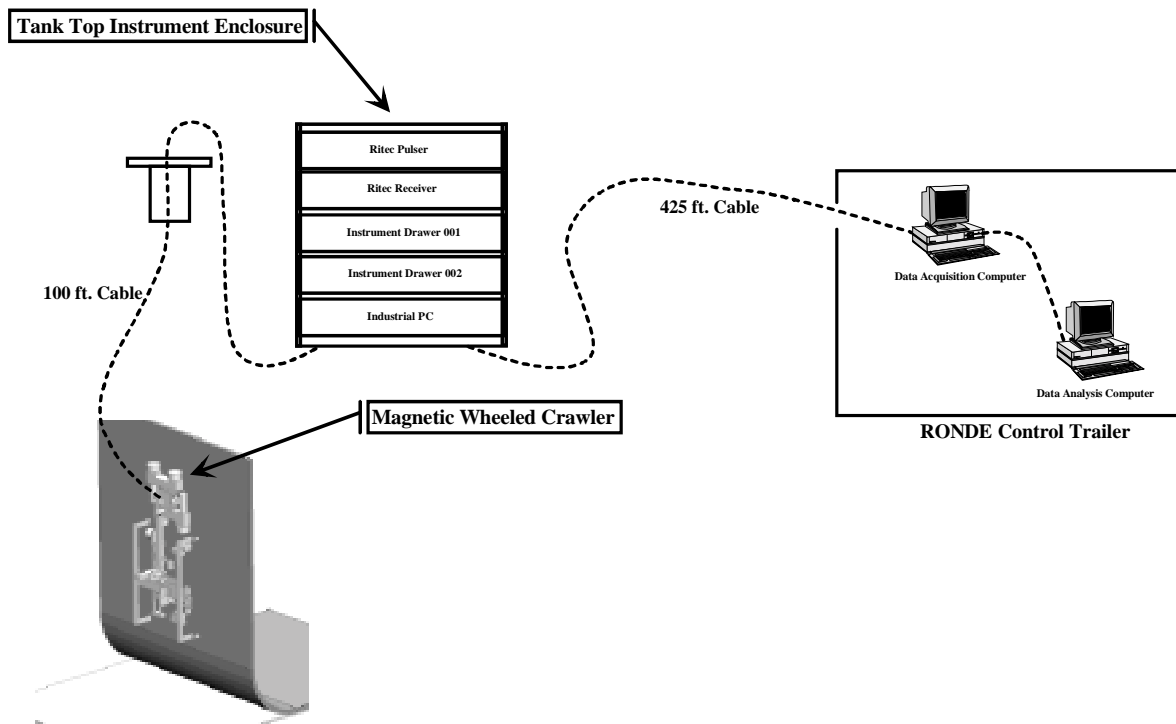 Tank Top Instrument Enclosure
Ritec Pulser
Ritec Receiver
Instrument Drawer 001
Instrument Drawer 002
Industrial PC
425 ft. Cable
100 ft. Cable
Data Acquisition Computer
Data Analysis Computer
RONDE Control Trailer
Magnetic Wheeled Crawler